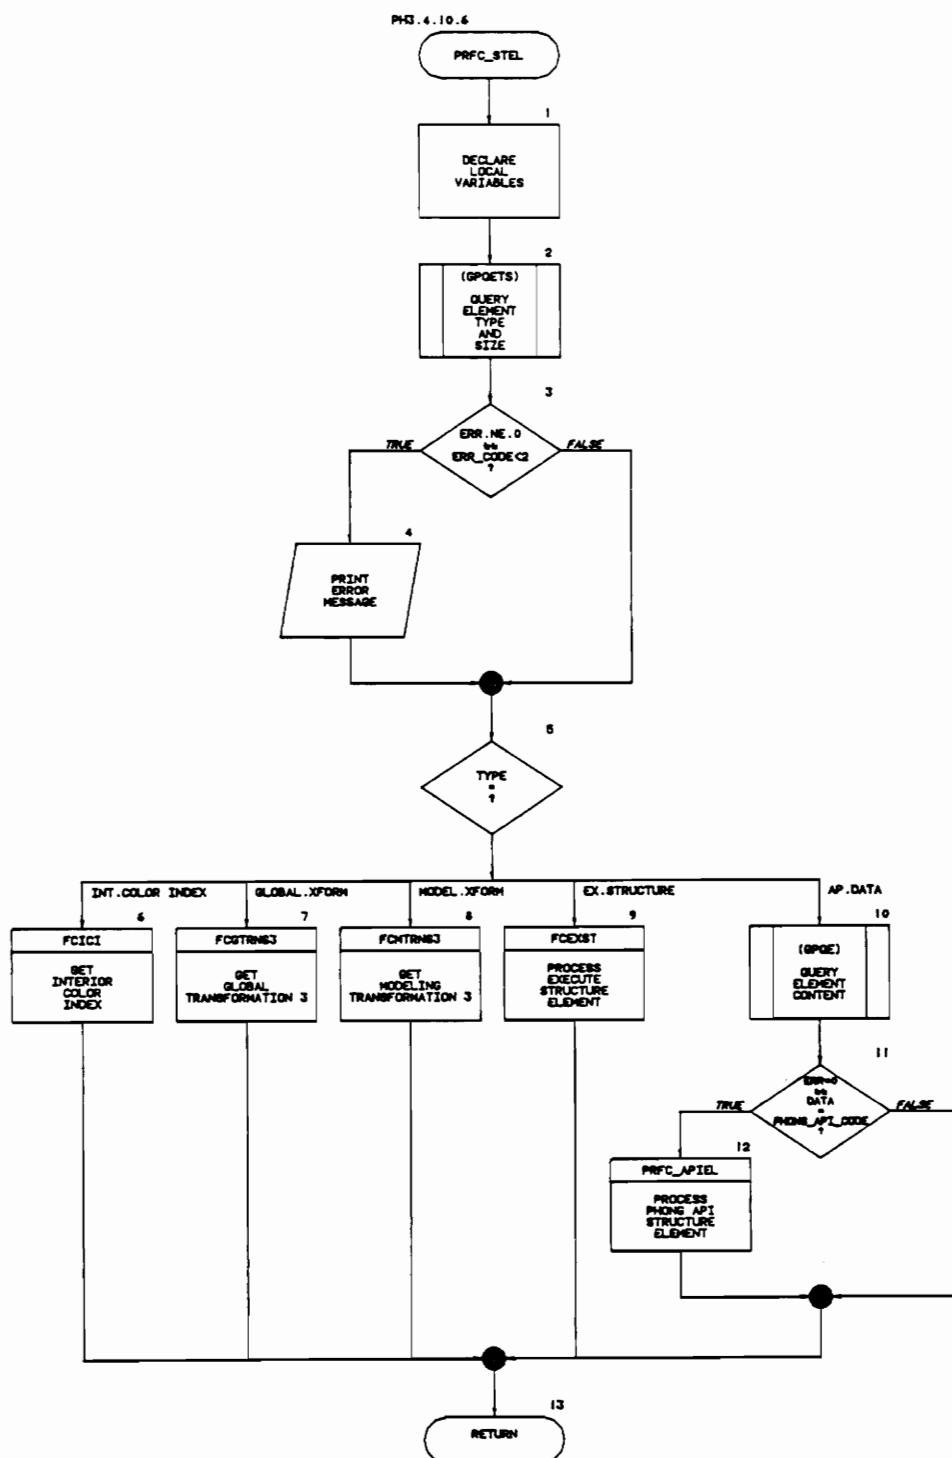 PH3.4.10.6
PRFC_STEL
1
DECLARE
LOCAL
VARIABLES
2
(GPQETS)
QUERY
ELEMENT
TYPE
AND
SIZE
3
ERR.NE.0
&&
ERR_CODE<2
?
TRUE
FALSE
4
PRINT
ERROR
MESSAGE
5
TYPE
=
?
INT.COLOR INDEX
GLOBAL.XFORM
MODEL.XFORM
EX.STRUCTURE
AP.DATA
6
FCICI
GET
INTERIOR
COLOR
INDEX
7
FCGTRNS3
GET
GLOBAL
TRANSFORMATION 3
8
FCMTRNS3
GET
MODELING
TRANSFORMATION 3
9
FCEXST
PROCESS
EXECUTE
STRUCTURE
ELEMENT
10
(GPQE)
QUERY
ELEMENT
CONTENT
11
ERR=0
&&
DATA
=
PHONG_API_CODE
?
TRUE
FALSE
12
PRFC_APIEL
PROCESS
PHONG API
STRUCTURE
ELEMENT
13
RETURN